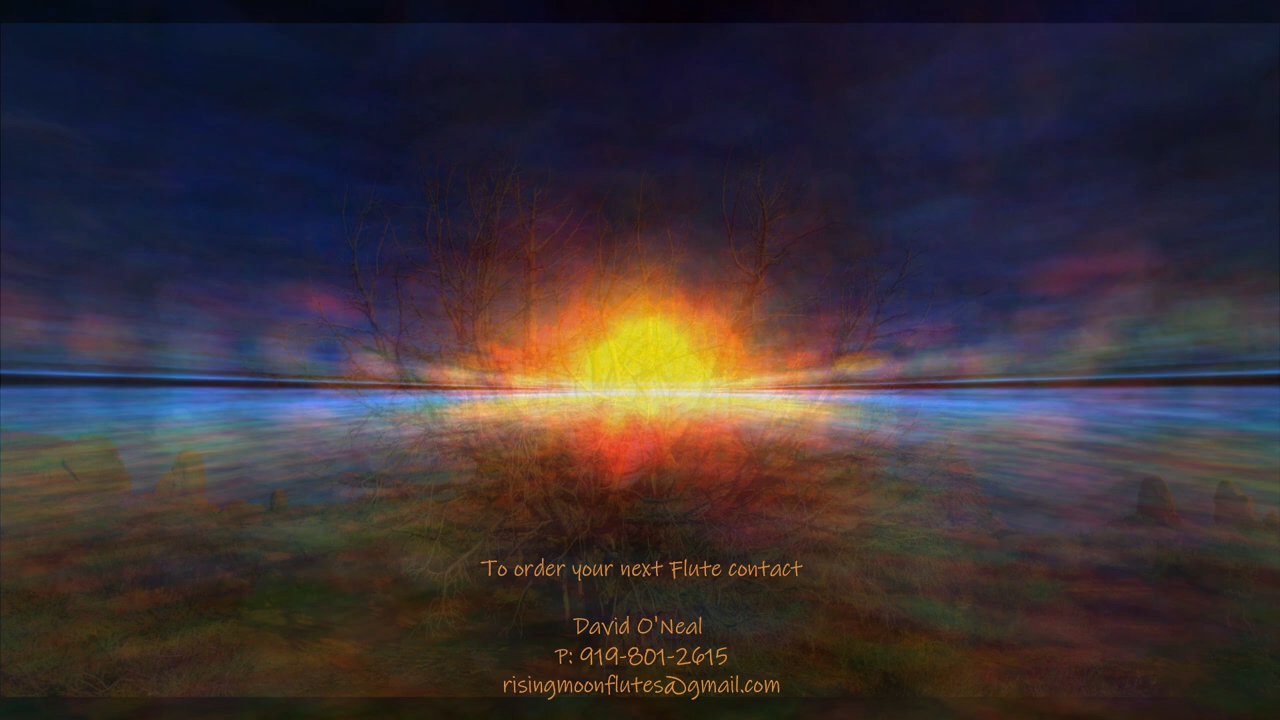 To order your next Flute contact
David O'Neal
P: 919-801-2615
risingmoonflutes@gmail.com